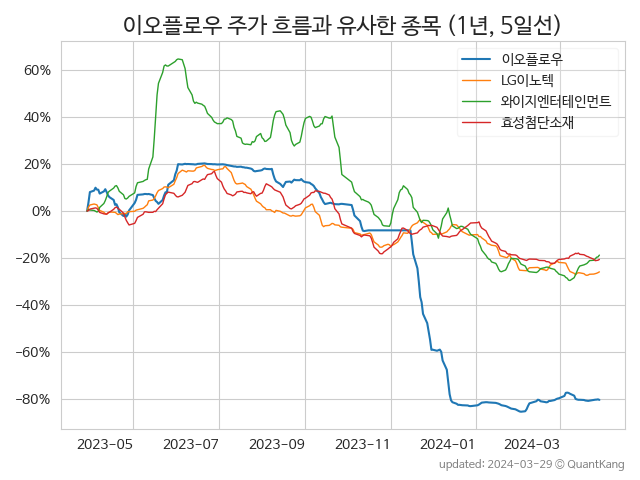 이오플로우 주가 흐름과 유사한 종목 (1년, 5일선)
이오플로우
LG이노텍
와이지엔터테인먼트
효성첨단소재
60%
40%
20%
0%
−20%
−40%
−60%
−80%
2023-05 2023-07 2023-09 2023-11 2024-01 2024-03
updated: 2024-03-29 © QuantKang